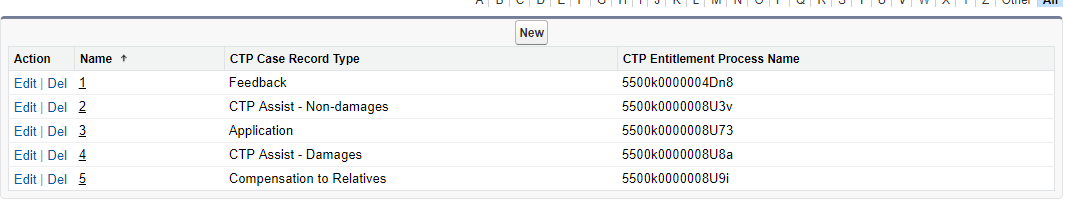 A | B | C | D | E | F | G | H | I | J | K | L | M | N | O | P | Q | R | S | T | U | V | W | X | Y | Z | Other | All
New
Action Name ↑ CTP Case Record Type CTP Entitlement Process Name
Edit | Del 1 Feedback 5500k0000004Dn8
Edit | Del 2 CTP Assist - Non-damages 5500k0000008U3v
Edit | Del 3 Application 5500k0000008U73
Edit | Del 4 CTP Assist - Damages 5500k0000008U8a
Edit | Del 5 Compensation to Relatives 5500k0000008U9i